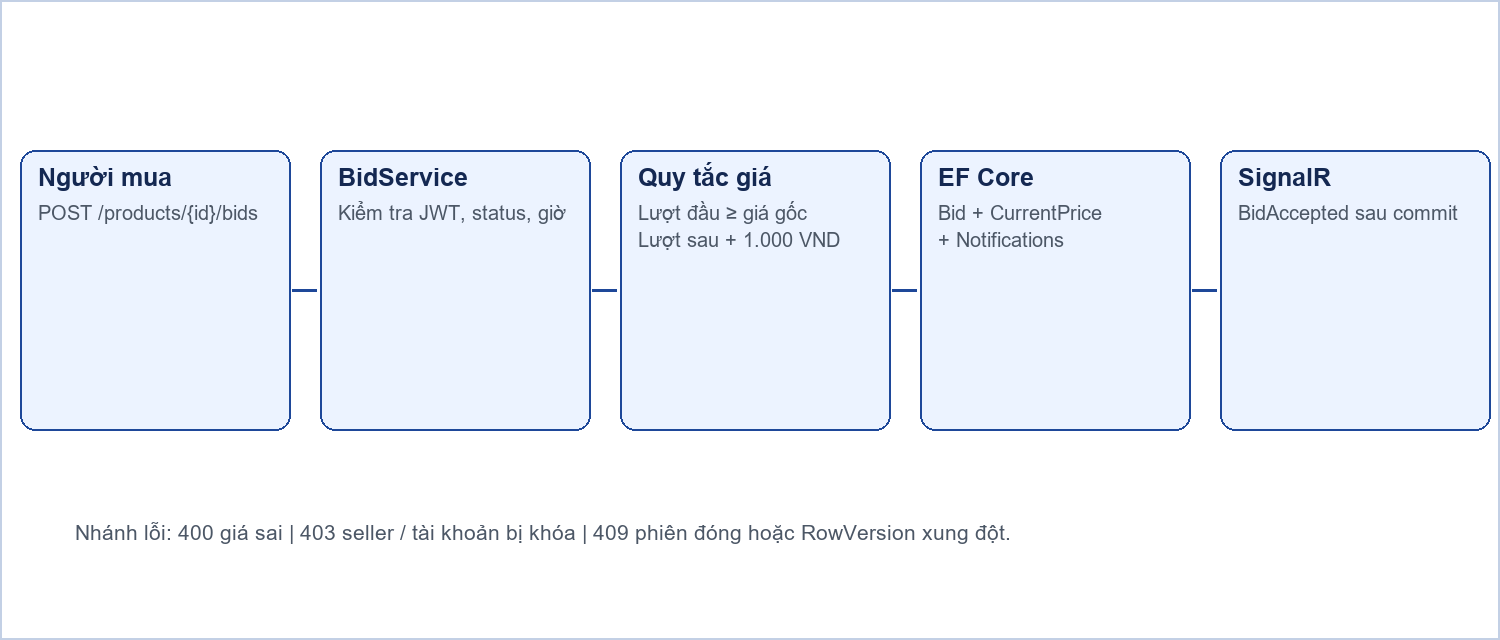 Người mua
POST /products/{id}/bids
BidService
Kiểm tra JWT, status, giờ
Quy tắc giá
Lượt đầu ≥ giá gốc
Lượt sau + 1.000 VND
EF Core
Bid + CurrentPrice
+ Notifications
SignalR
BidAccepted sau commit
Nhánh lỗi: 400 giá sai | 403 seller / tài khoản bị khóa | 409 phiên đóng hoặc RowVersion xung đột.